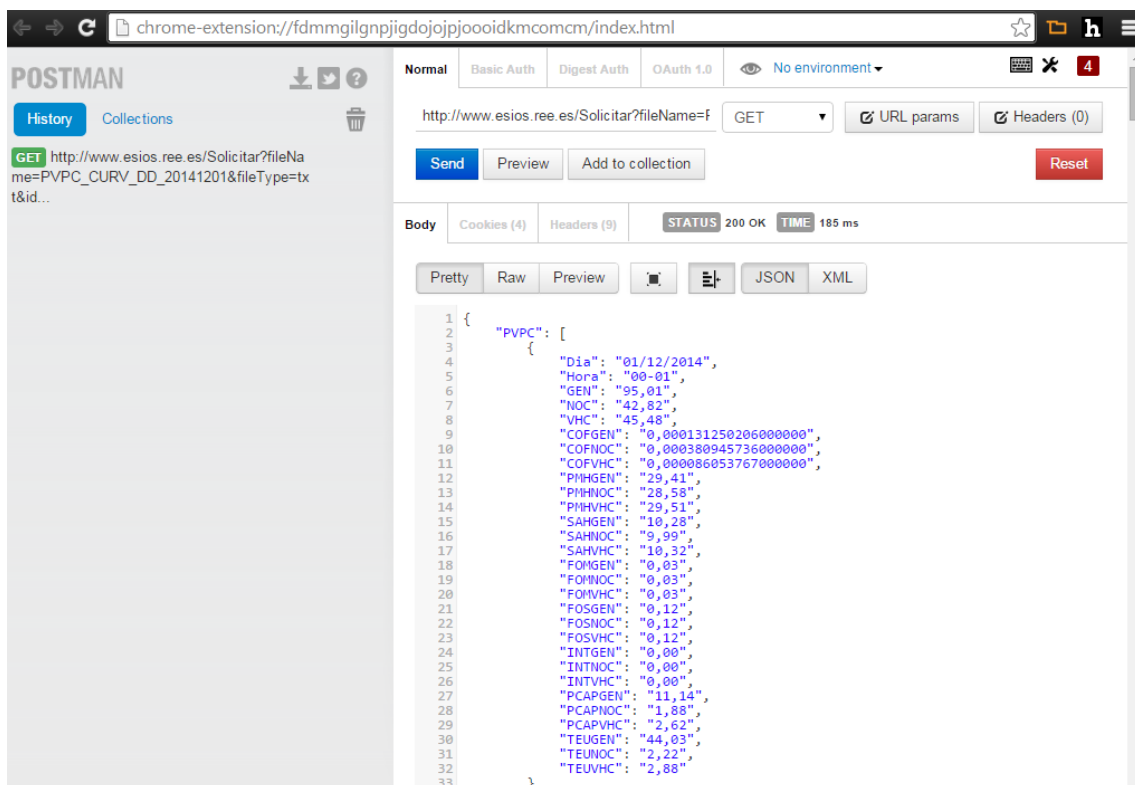 chrome-extension://fdmmgilgnpjigdojojpjoooidkmcomcm/index.html
h
POSTMAN
History Collections
GET http://www.esios.ree.es/Solicitar?fileNa
me=PVPC_CURV_DD_20141201&fileType=tx
t&id...
Normal Basic Auth Digest Auth OAuth 1.0 No environment 4
http://www.esios.ree.es/Solicitar?fileName=F GET URL params Headers (0)
Send Preview Add to collection Reset
Body Cookies (4) Headers (9) STATUS 200 OK TIME 185 ms
Pretty Raw Preview JSON XML
1 {
2 "PVPC": [
3 {
4 "Dia": "01/12/2014",
5 "Hora": "00-01",
6 "GEN": "95,01",
7 "NOC": "42,82",
8 "VHC": "45,48",
9 "COFGEN": "0,000131250206000000",
10 "COFNOC": "0,000380945736000000",
11 "COFVHC": "0,000086053767000000",
12 "PMHGEN": "29,41",
13 "PMHNOC": "28,58",
14 "PMHVHC": "29,51",
15 "SAHGEN": "10,28",
16 "SAHNOC": "9,99",
17 "SAHVHC": "10,32",
18 "FOMGEN": "0,03",
19 "FOMNOC": "0,03",
20 "FOMVHC": "0,03",
21 "FOSGEN": "0,12",
22 "FOSNOC": "0,12",
23 "FOSVHC": "0,12",
24 "INTGEN": "0,00",
25 "INTNOC": "0,00",
26 "INTVHC": "0,00",
27 "PCAPGEN": "11,14",
28 "PCAPNOC": "1,88",
29 "PCAPVHC": "2,62",
30 "TEUGEN": "44,03",
31 "TEUNOC": "2,22",
32 "TEUVHC": "2,88"
33 }